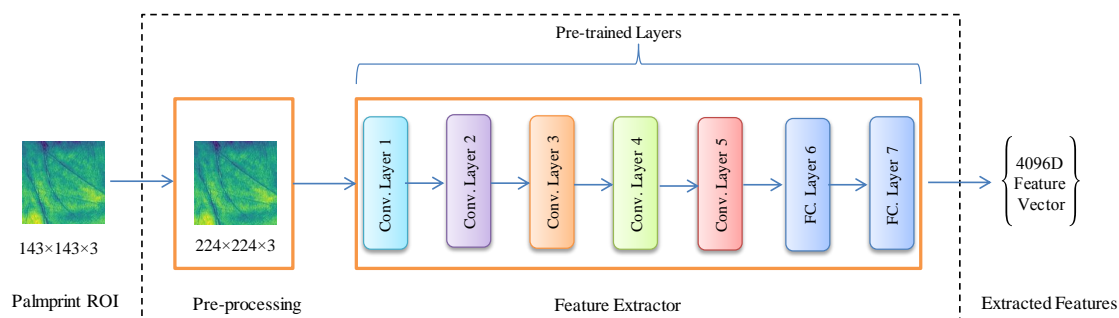 Pre-trained Layers
Conv. Layer 1
Conv. Layer 2
Conv. Layer 3
Conv. Layer 4
Conv. Layer 5
FC. Layer 6
FC. Layer 7
4096D
Feature
Vector
143×143×3
224×224×3
Palmprint ROI
Pre-processing
Feature Extractor
Extracted Features